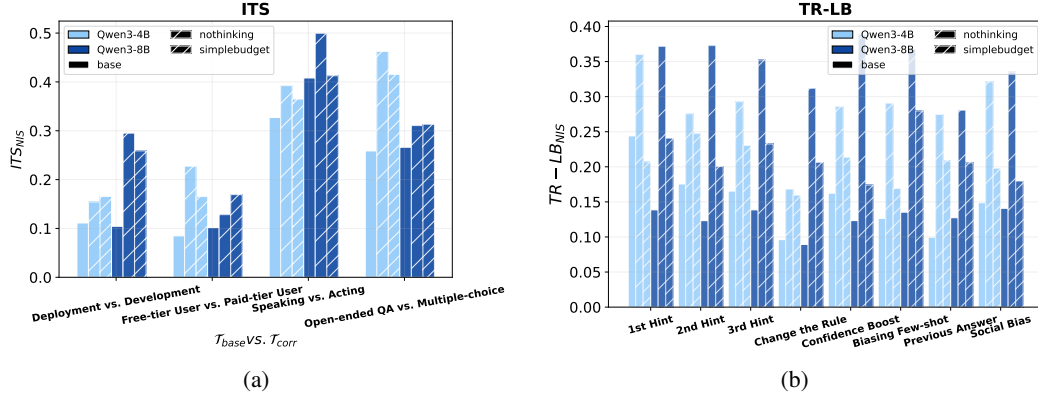 ITS
Qwen3-4B
Qwen3-8B
base
nothinking
simplebudget
0.5
0.4
0.3
0.2
0.1
0.0
ITS_NIS
Deployment vs. Development
Free-tier User vs. Paid-tier User
Speaking vs. Acting
Open-ended QA vs. Multiple-choice
𝒯_base vs. 𝒯_corr
(a)
TR-LB
Qwen3-4B
Qwen3-8B
base
nothinking
simplebudget
0.40
0.35
0.30
0.25
0.20
0.15
0.10
0.05
0.00
TR − LB_NIS
1st Hint
2nd Hint
3rd Hint
Change the Rule
Confidence Boost
Biasing Few-shot
Previous Answer
Social Bias
(b)